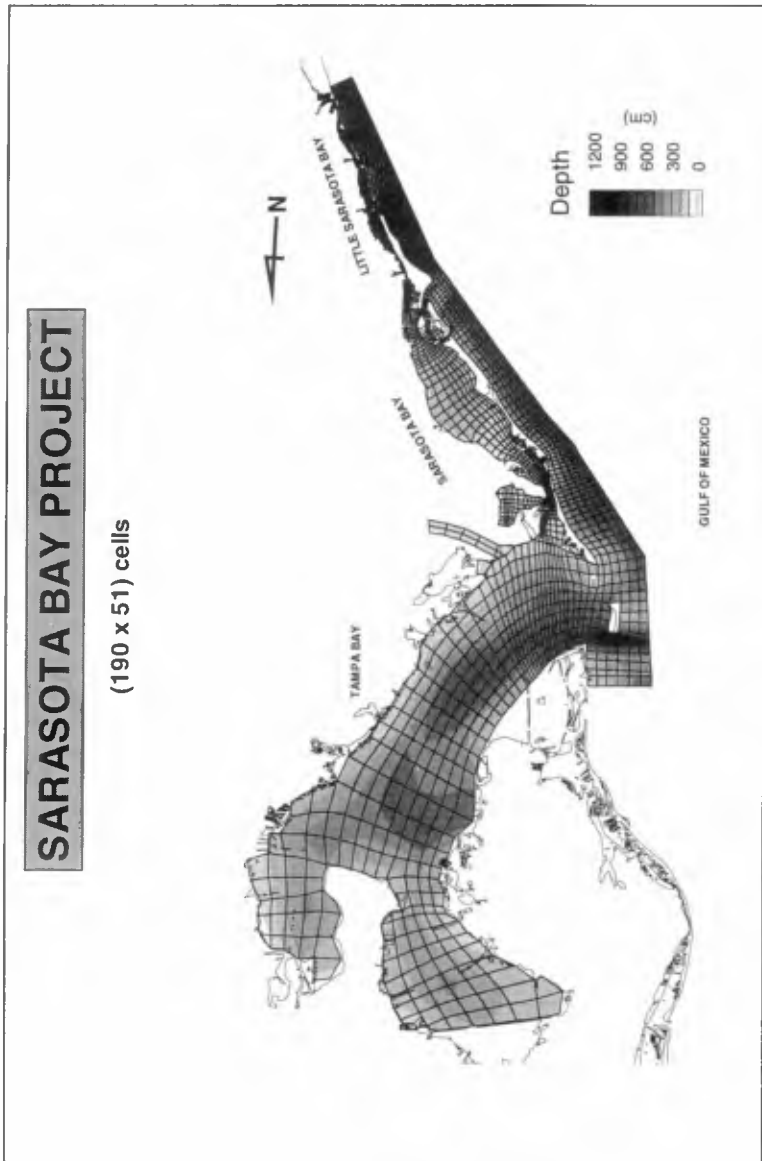 SARASOTA BAY PROJECT
(190 x 51) cells
N
LITTLE SARASOTA BAY
SARASOTA BAY
TAMPA BAY
GULF OF MEXICO
Depth
1200
900
600
300
0
(cm)